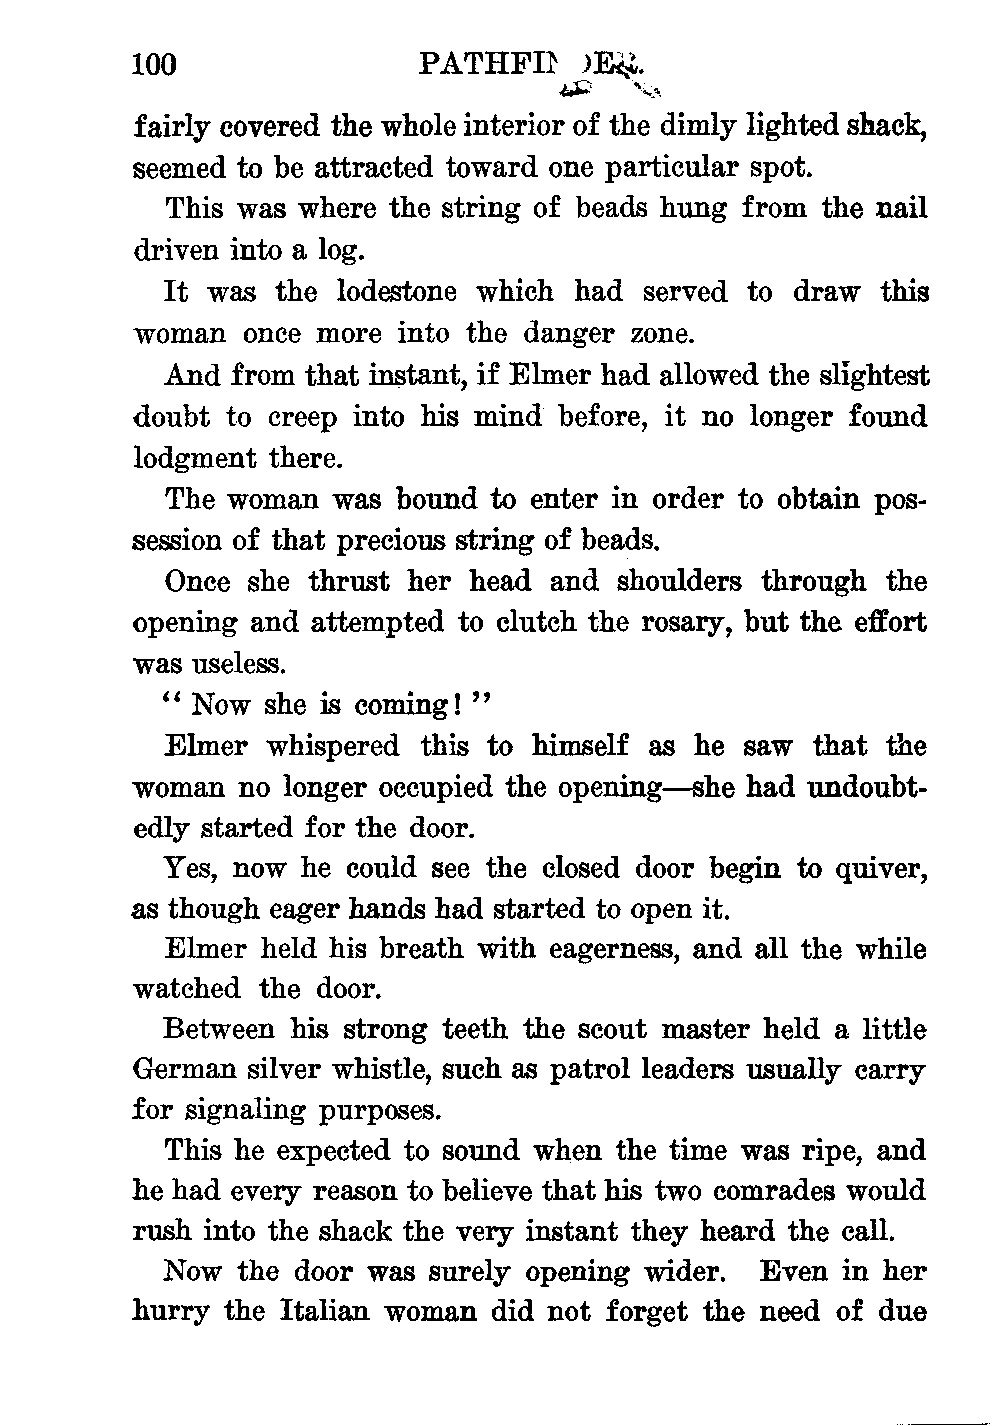 100 PATHFINDER.
fairly covered the whole interior of the dimly lighted shack,
seemed to be attracted toward one particular spot.
This was where the string of beads hung from the nail
driven into a log.
It was the lodestone which had served to draw this
woman once more into the danger zone.
And from that instant, if Elmer had allowed the slightest
doubt to creep into his mind before, it no longer found
lodgment there.
The woman was bound to enter in order to obtain pos-
session of that precious string of beads.
Once she thrust her head and shoulders through the
opening and attempted to clutch the rosary, but the effort
was useless.
“ Now she is coming! ”
Elmer whispered this to himself as he saw that the
woman no longer occupied the opening—she had undoubt-
edly started for the door.
Yes, now he could see the closed door begin to quiver,
as though eager hands had started to open it.
Elmer held his breath with eagerness, and all the while
watched the door.
Between his strong teeth the scout master held a little
German silver whistle, such as patrol leaders usually carry
for signaling purposes.
This he expected to sound when the time was ripe, and
he had every reason to believe that his two comrades would
rush into the shack the very instant they heard the call.
Now the door was surely opening wider. Even in her
hurry the Italian woman did not forget the need of due